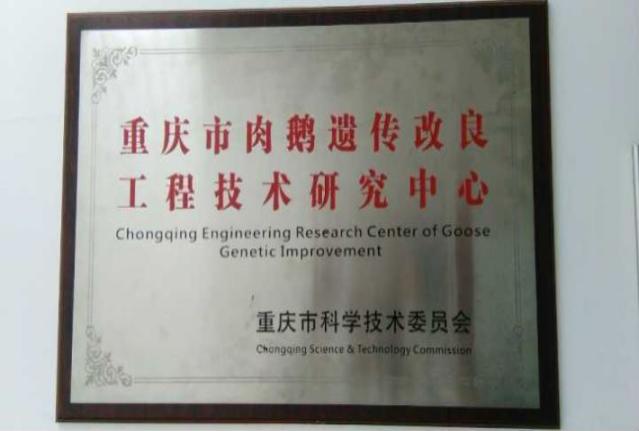 重庆市肉鹅遗传改良
工程技术研究中心
Chongqing Engineering Research Center of Goose
Genetic Improvement
重庆市科学技术委员会
Chongqing Science & Technology Commission